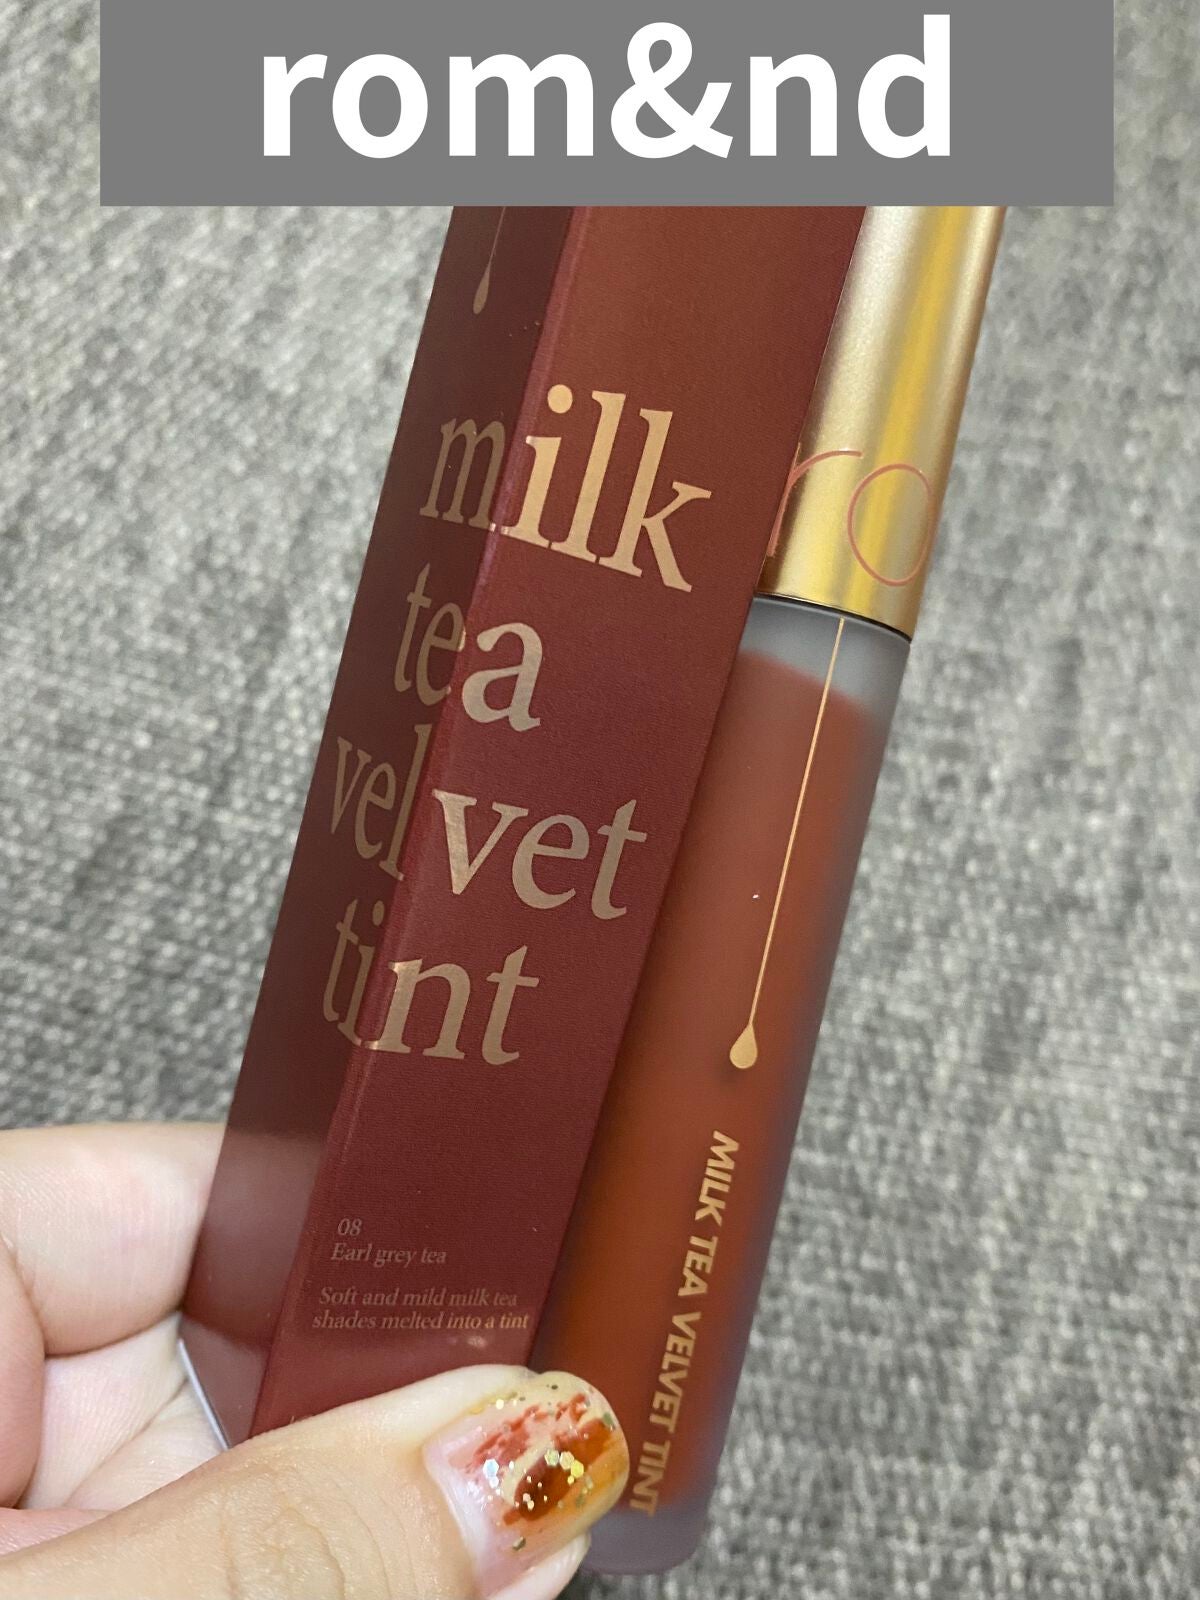 rom&nd
milk
tea
velvet
tint
ro
08
Earl grey tea
Soft and mild milk tea
shades melted into a tint
MILK TEA VELVET TINT